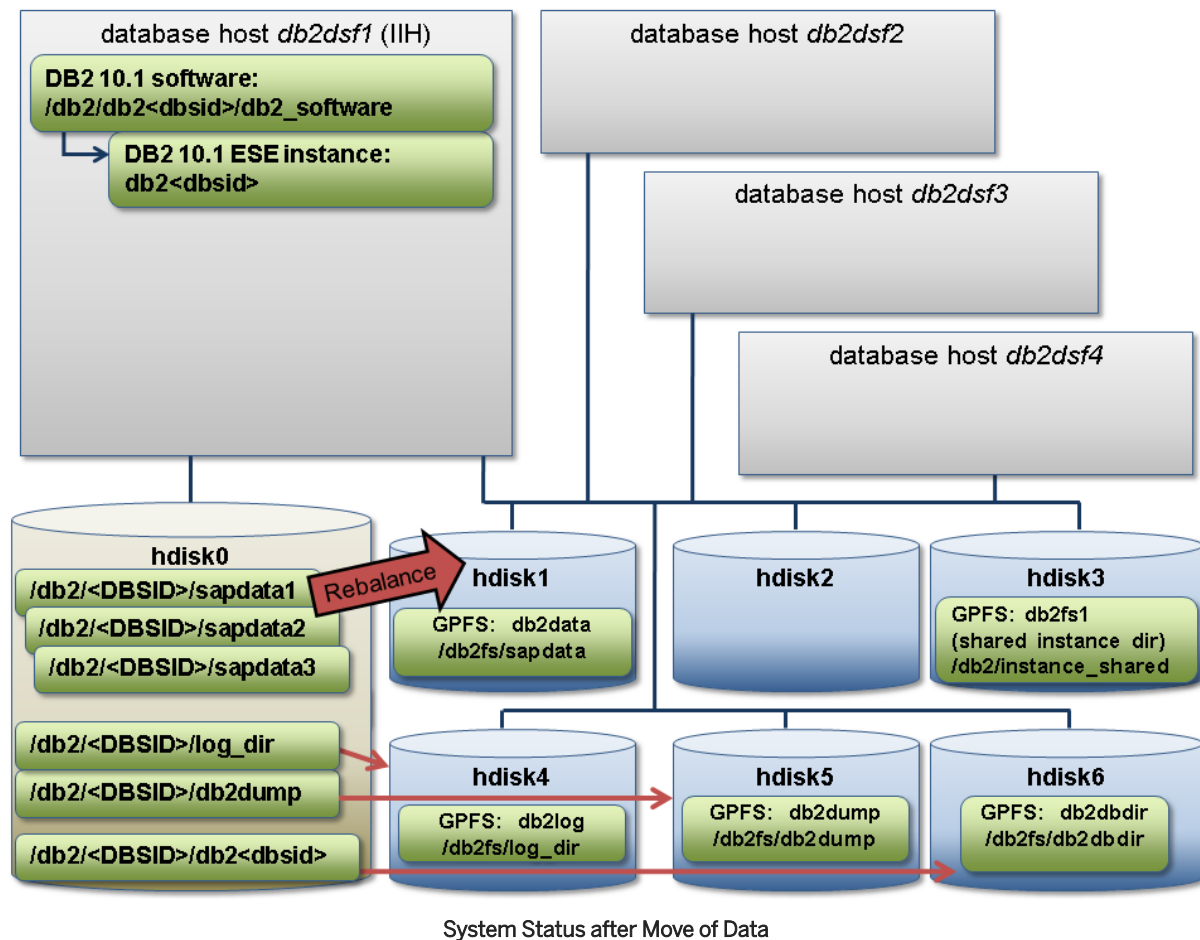 database host db2dsf1 (IIH)
DB2 10.1 software:
/db2/db2<dbsid>/db2_software
DB2 10.1 ESE instance:
db2<dbsid>
database host db2dsf2
database host db2dsf3
database host db2dsf4
hdisk0
/db2/<DBSID>/sapdata1
/db2/<DBSID>/sapdata2
/db2/<DBSID>/sapdata3
/db2/<DBSID>/log_dir
/db2/<DBSID>/db2dump
/db2/<DBSID>/db2<dbsid>
Rebalance
hdisk1
GPFS: db2data
/db2fs/sapdata
hdisk2
hdisk3
GPFS: db2fs1
(shared instance dir)
/db2/instance_shared
hdisk4
GPFS: db2log
/db2fs/log_dir
hdisk5
GPFS: db2dump
/db2fs/db2dump
hdisk6
GPFS: db2dbdir
/db2fs/db2dbdir
System Status after Move of Data